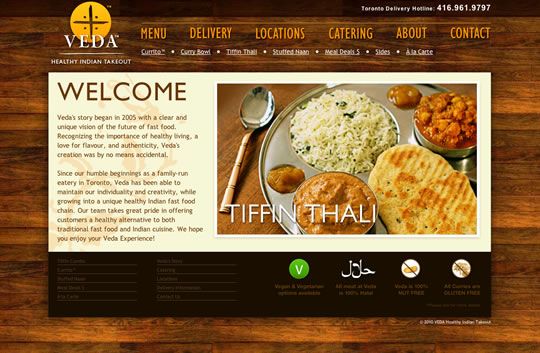 Toronto Delivery Hotline: 416.961.9797
VEDA™
HEALTHY INDIAN TAKEOUT
MENU DELIVERY LOCATIONS CATERING ABOUT CONTACT
Currito™ • Curry Bowl • Tiffin Thali • Stuffed Naan • Meal Deals 5 • Sides • À la Carte
WELCOME
Veda's story began in 2005 with a clear and
unique vision of the future of fast food.
Recognizing the importance of healthy living, a
love for flavour, and authenticity, Veda's
creation was by no means accidental.
Since our humble beginnings as a family-run
eatery in Toronto, Veda has been able to
maintain our individuality and creativity, while
growing into a unique healthy Indian fast food
chain. Our team takes great pride in offering
customers a healthy alternative to both
traditional fast food and Indian cuisine. We hope
you enjoy your Veda Experience!
TIFFIN THALI
Currito™
Stuffed Naan
Meal Deals 5
À la Carte
Veda's Story
Catering
Locations
Delivery Information
Contact Us
V
Vegan & Vegetarian
options available
حلال
All meat at Veda
is 100% Halal
Veda is 100%
NUT FREE
All Curries are
GLUTEN FREE
© 2010 VEDA Healthy Indian Takeout